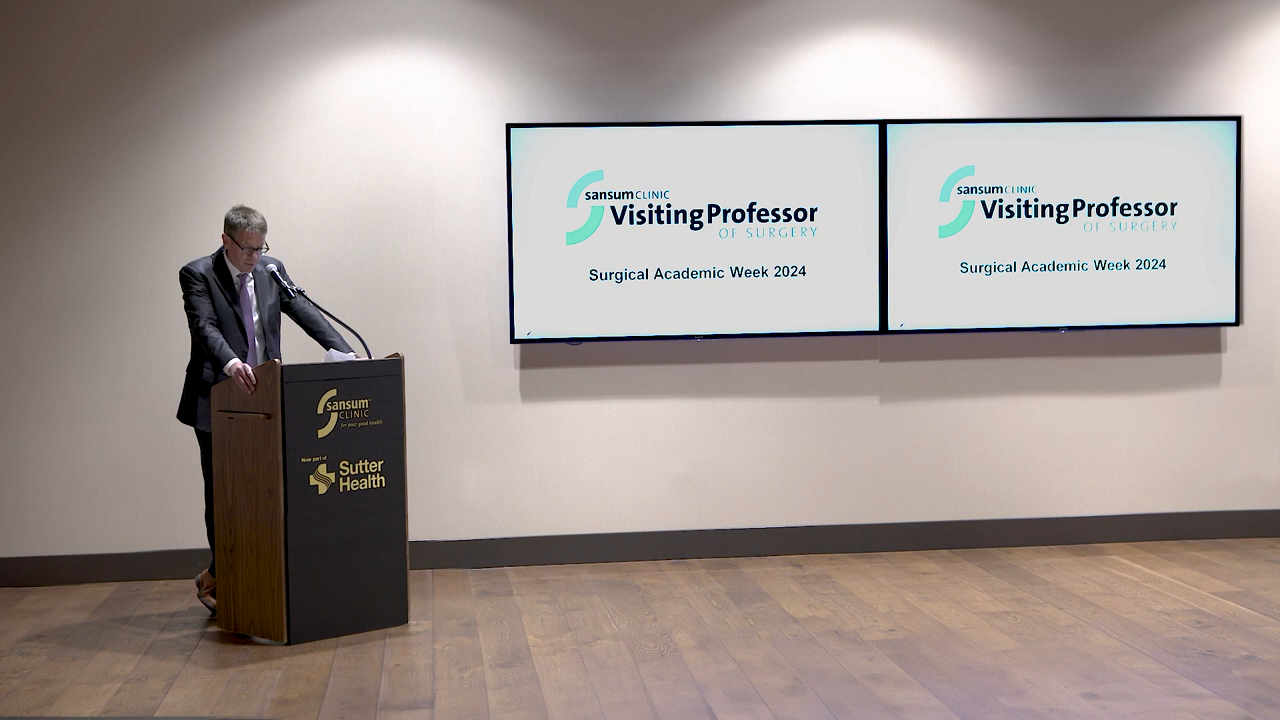 sansum CLINIC
Visiting Professor
OF SURGERY
Surgical Academic Week 2024
sansum CLINIC
Visiting Professor
OF SURGERY
Surgical Academic Week 2024
sansum
CLINIC
for your good health
Now part of
Sutter
Health